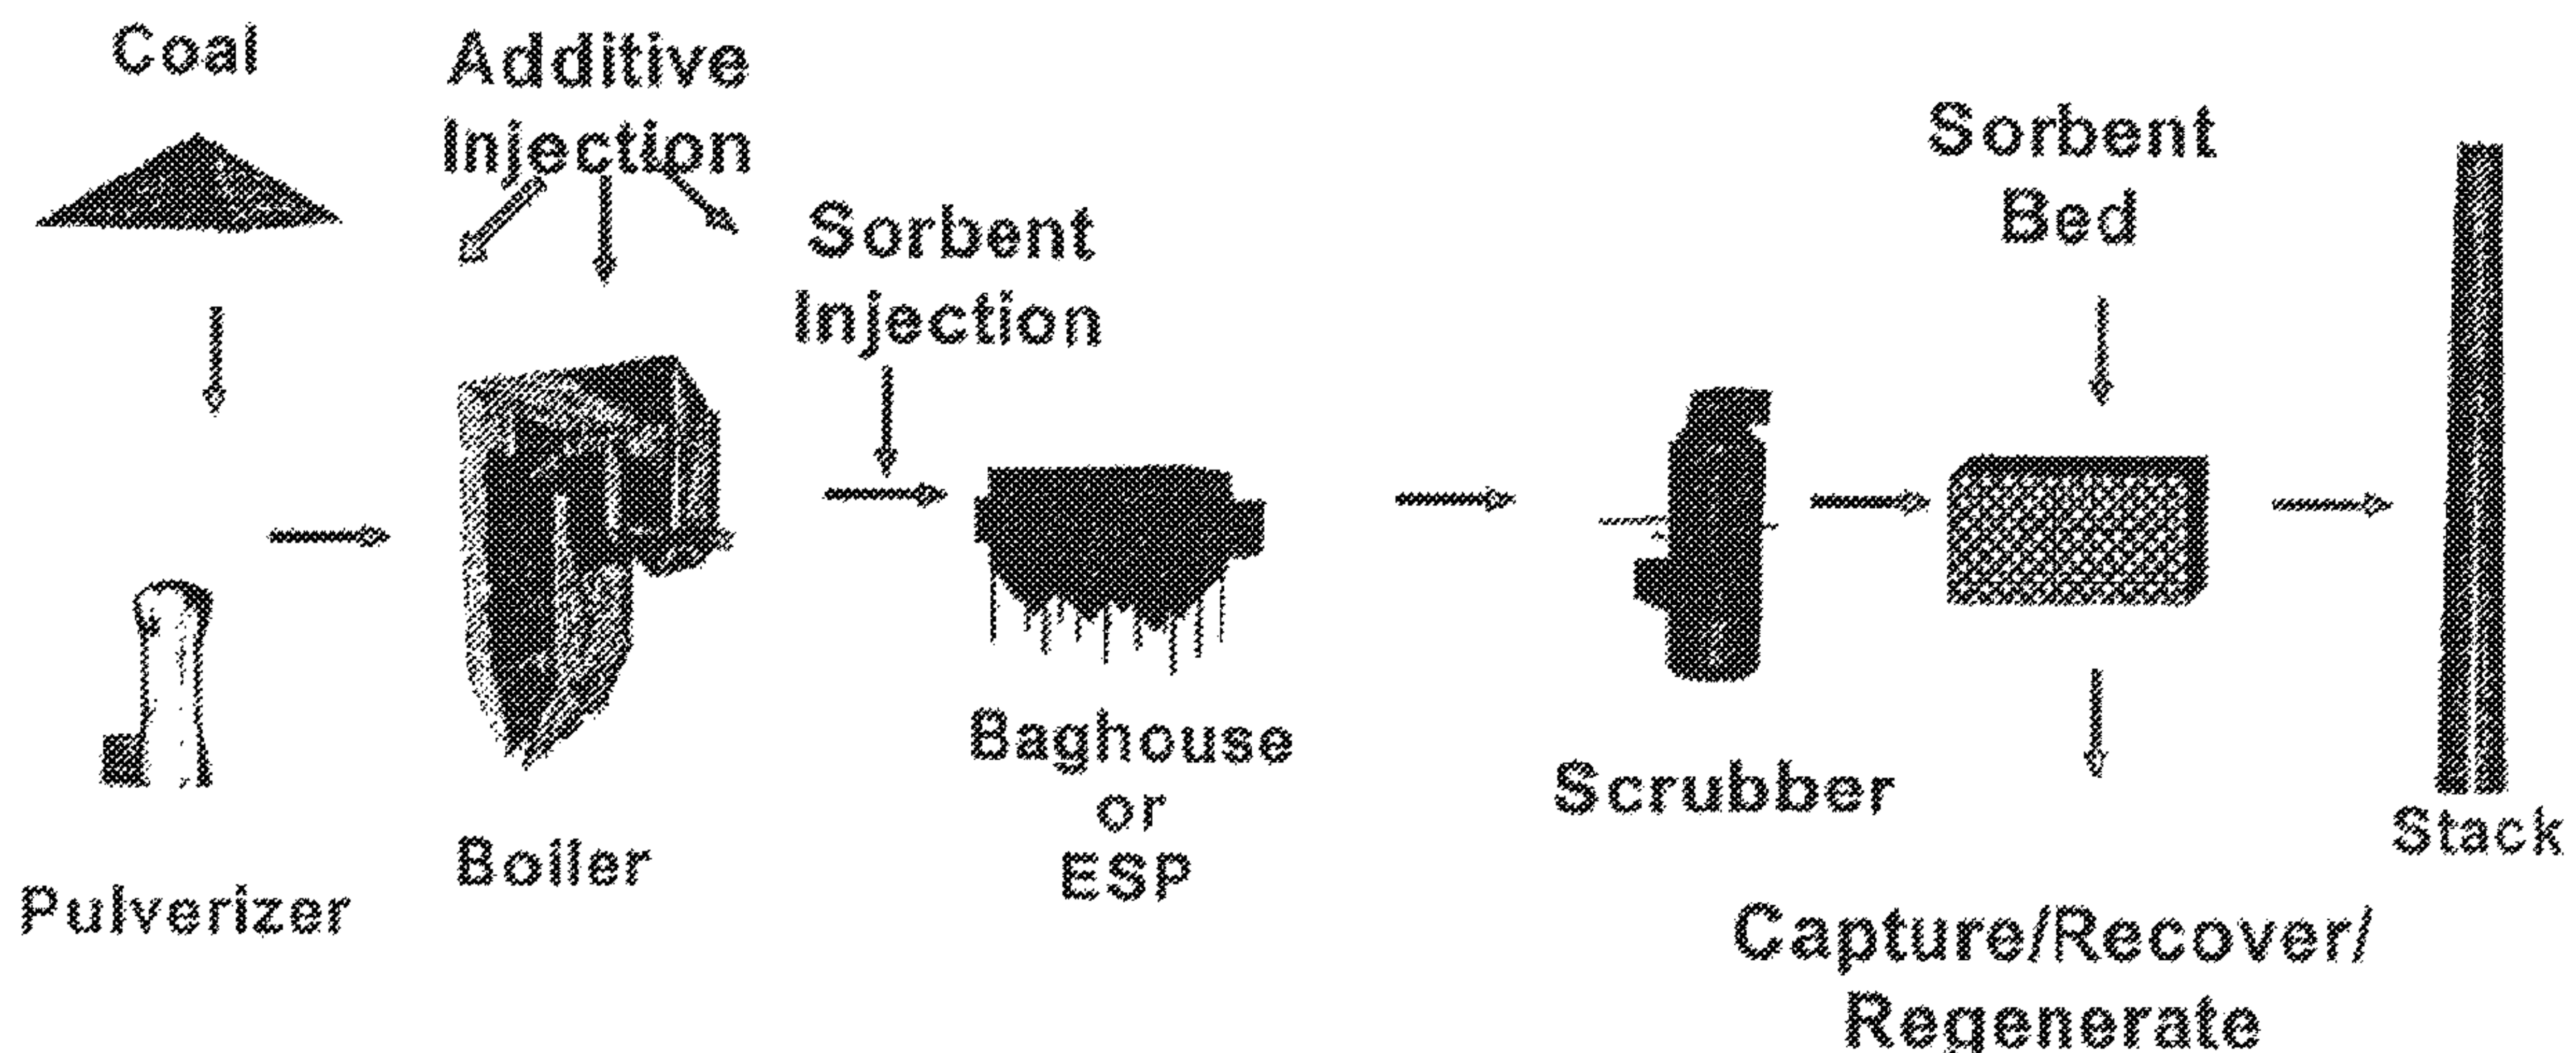 Coal
Additive
Injection
Sorbent
Injection
Sorbent
Bed
Pulverizer
Boiler
Baghouse
or
ESP
Scrubber
Stack
Capture/Recover/
Regenerate